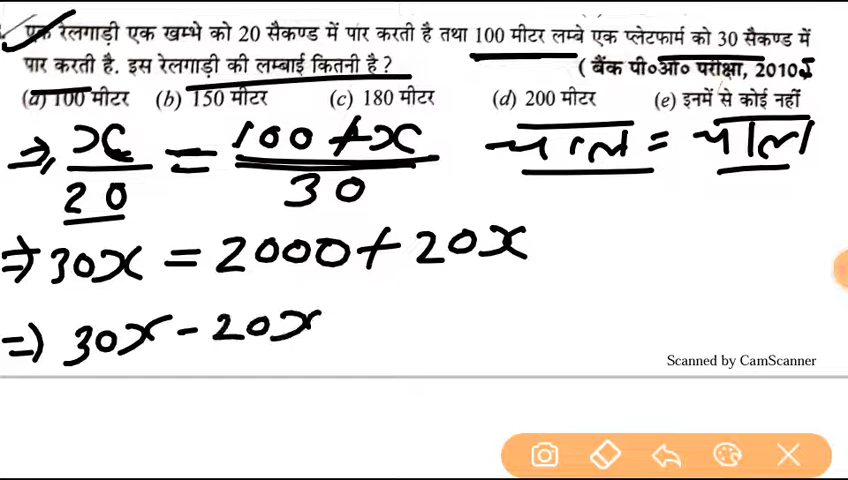 एक रेलगाड़ी एक खम्भे को 20 सैकण्ड में पार करती है तथा 100 मीटर लम्बे एक प्लेटफार्म को 30 सैकण्ड में
पार करती है. इस रेलगाड़ी की लम्बाई कितनी है ? ( बैंक पी०ओ० परीक्षा, 2010
(a) 100 मीटर (b) 150 मीटर (c) 180 मीटर (d) 200 मीटर (e) इनमें से कोई नहीं
⇒ x/20 = 100+x/30 चाल = चाल
⇒ 30x = 2000+20x
⇒ 30x-20x
Scanned by CamScanner